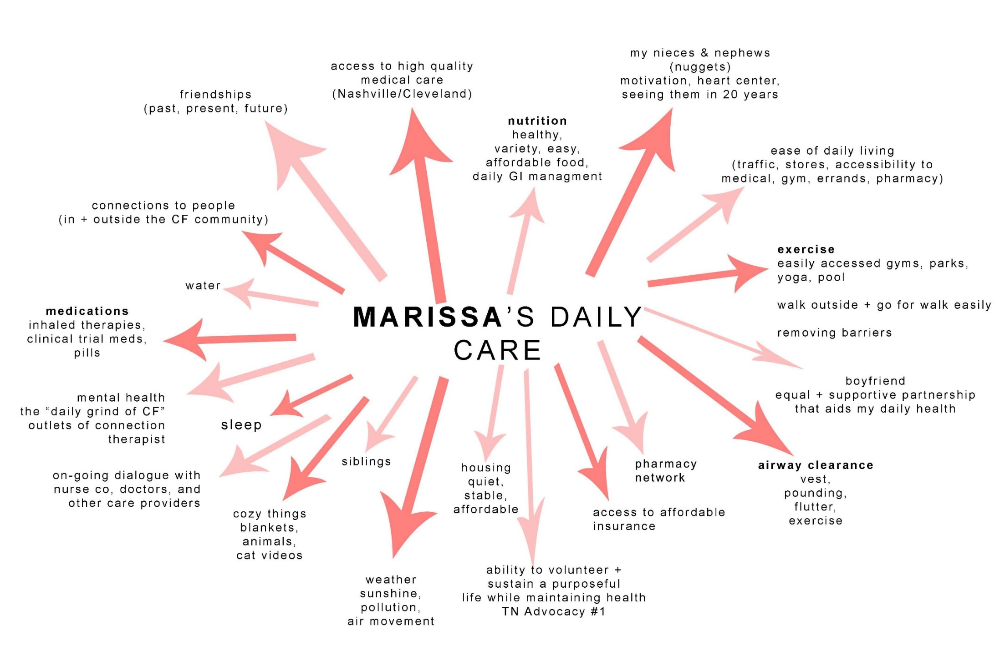 my nieces & nephews
(nuggets)
motivation, heart center,
seeing them in 20 years
access to high quality
medical care
(Nashville/Cleveland)
friendships
(past, present, future)
nutrition
healthy,
variety, easy,
affordable food,
daily GI managment
ease of daily living
(traffic, stores, accessibility to
medical, gym, errands, pharmacy)
connections to people
(in + outside the CF community)
exercise
easily accessed gyms, parks,
yoga, pool
walk outside + go for walk easily
removing barriers
water
medications
inhaled therapies,
clinical trial meds,
pills
MARISSA'S DAILY
CARE
boyfriend
equal + supportive partnership
that aids my daily health
mental health
the “daily grind of CF”
outlets of connection
therapist
sleep
siblings
on-going dialogue with
nurse co, doctors, and
other care providers
housing
quiet,
stable,
affordable
pharmacy
network
airway clearance
vest,
pounding,
flutter,
exercise
cozy things
blankets,
animals,
cat videos
access to affordable
insurance
weather
sunshine,
pollution,
air movement
ability to volunteer +
sustain a purposeful
life while maintaining health
TN Advocacy #1